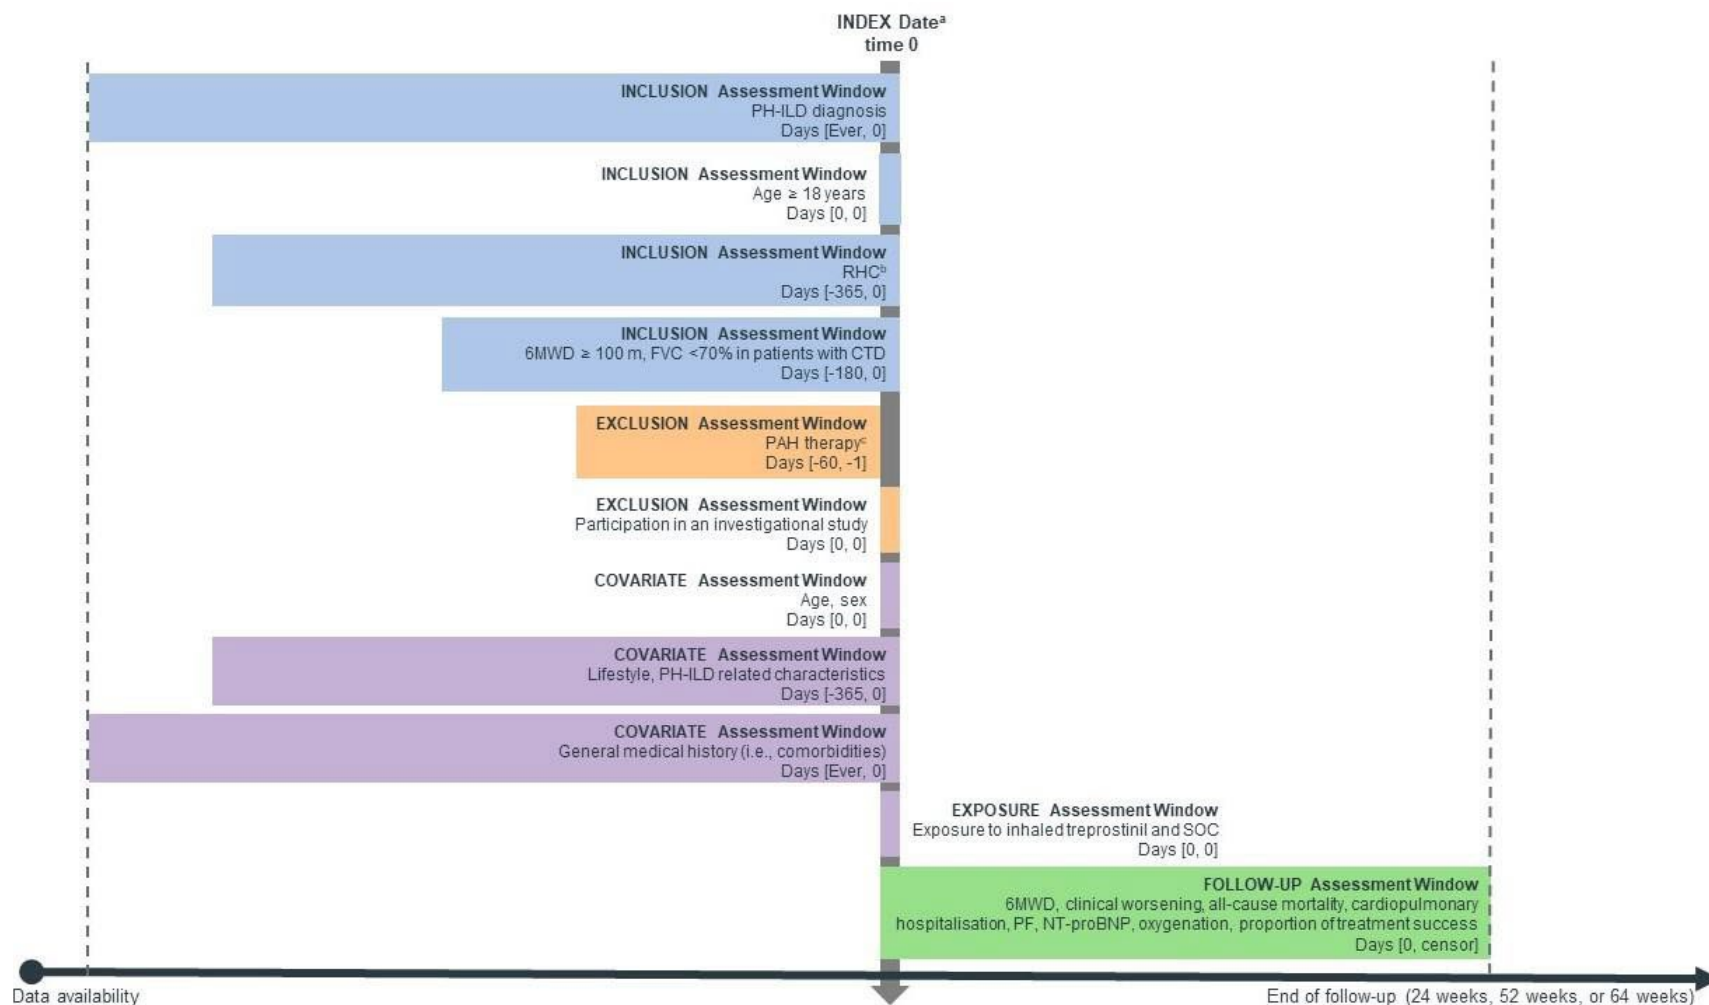 INDEX Dateᵃ
time 0
INCLUSION Assessment Window
PH-ILD diagnosis
Days [Ever, 0]
INCLUSION Assessment Window
Age ≥ 18 years
Days [0, 0]
INCLUSION Assessment Window
RHCᵇ
Days [-365, 0]
INCLUSION Assessment Window
6MWD ≥ 100 m, FVC <70% in patients with CTD
Days [-180, 0]
EXCLUSION Assessment Window
PAH therapyᶜ
Days [-60, -1]
EXCLUSION Assessment Window
Participation in an investigational study
Days [0, 0]
COVARIATE Assessment Window
Age, sex
Days [0, 0]
COVARIATE Assessment Window
Lifestyle, PH-ILD related characteristics
Days [-365, 0]
COVARIATE Assessment Window
General medical history (i.e., comorbidities)
Days [Ever, 0]
EXPOSURE Assessment Window
Exposure to inhaled treprostinil and SOC
Days [0, 0]
FOLLOW-UP Assessment Window
6MWD, clinical worsening, all-cause mortality, cardiopulmonary
hospitalisation, PF, NT-proBNP, oxygenation, proportion of treatment success
Days [0, censor]
Data availability
End of follow-up (24 weeks, 52 weeks, or 64 weeks)